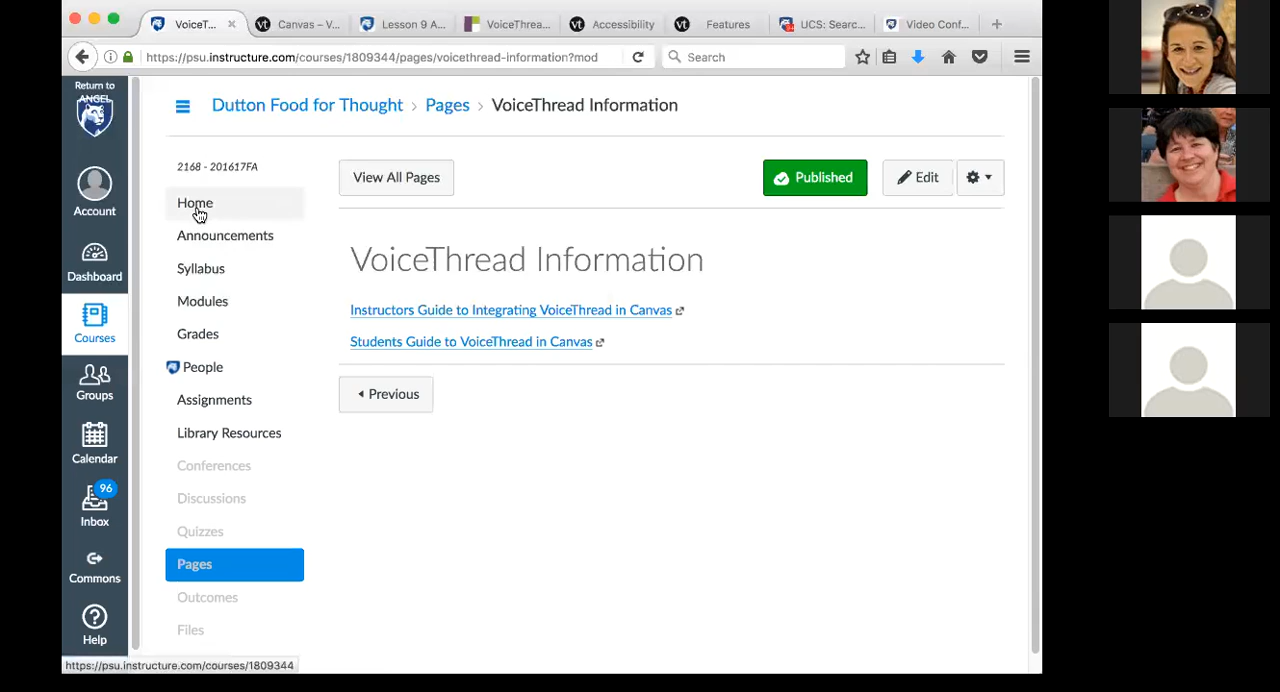 VoiceT...
Canvas – V...
Lesson 9 A...
VoiceThrea...
Accessibility
Features
UCS: Searc...
Video Conf...
https://psu.instructure.com/courses/1809344/pages/voicethread-information?mod
Search
Return to
ANGEL
Account
Dashboard
Courses
Groups
Calendar
96
Inbox
Commons
Help
Dutton Food for Thought > Pages > VoiceThread Information
2168 - 201617FA
Home
Announcements
Syllabus
Modules
Grades
People
Assignments
Library Resources
Conferences
Discussions
Quizzes
Pages
Outcomes
Files
View All Pages
Published
Edit
VoiceThread Information
Instructors Guide to Integrating VoiceThread in Canvas
Students Guide to VoiceThread in Canvas
Previous
https://psu.instructure.com/courses/1809344